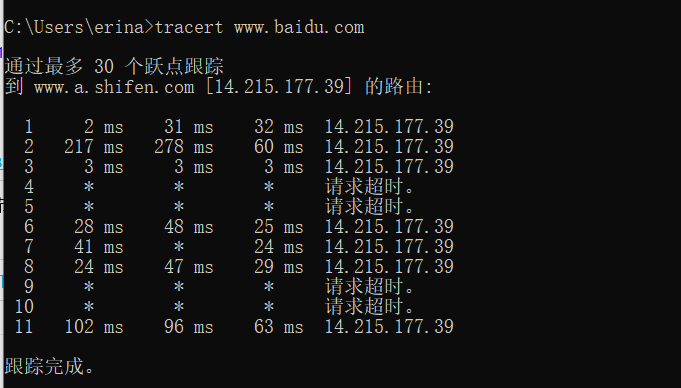 C:\Users\erina>tracert www.baidu.com
通过最多 30 个跃点跟踪
到 www.a.shifen.com [14.215.177.39] 的路由:
1 2 ms 31 ms 32 ms 14.215.177.39
2 217 ms 278 ms 60 ms 14.215.177.39
3 3 ms 3 ms 3 ms 14.215.177.39
4 * * * 请求超时。
5 * * * 请求超时。
6 28 ms 48 ms 25 ms 14.215.177.39
7 41 ms * 24 ms 14.215.177.39
8 24 ms 47 ms 29 ms 14.215.177.39
9 * * * 请求超时。
10 * * * 请求超时。
11 102 ms 96 ms 63 ms 14.215.177.39
跟踪完成。